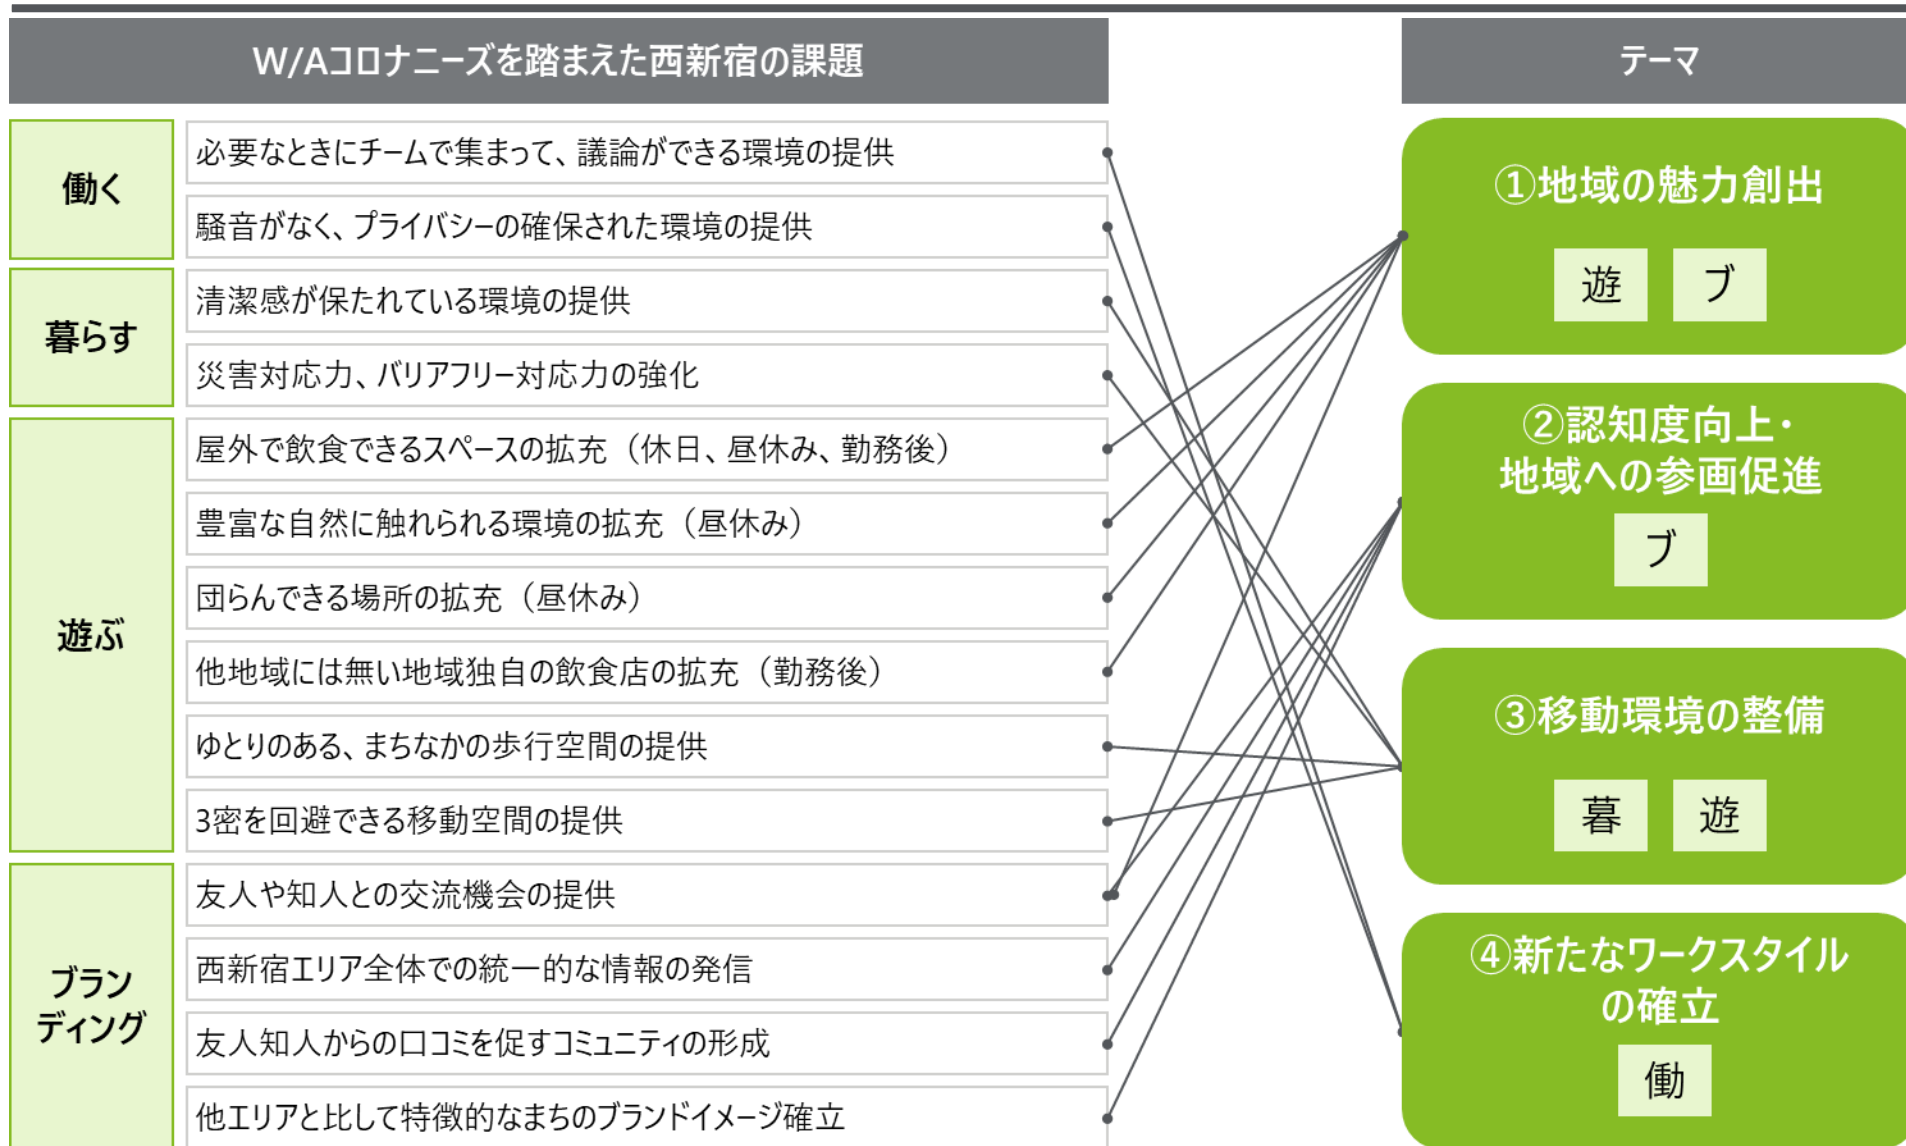 W/Aコロナニーズを踏まえた西新宿の課題
働く
必要なときにチームで集まって、議論ができる環境の提供
騒音がなく、プライバシーの確保された環境の提供
暮らす
清潔感が保たれている環境の提供
災害対応力、バリアフリー対応力の強化
遊ぶ
屋外で飲食できるスペースの拡充（休日、昼休み、勤務後）
豊富な自然に触れられる環境の拡充（昼休み）
団らんできる場所の拡充（昼休み）
他地域には無い地域独自の飲食店の拡充（勤務後）
ゆとりのある、まちなかの歩行空間の提供
3密を回避できる移動空間の提供
ブラン
ディング
友人や知人との交流機会の提供
西新宿エリア全体での統一的な情報の発信
友人知人からの口コミを促すコミュニティの形成
他エリアと比して特徴的なまちのブランドイメージ確立
テーマ
①地域の魅力創出
遊 ブ
②認知度向上・
地域への参画促進
ブ
③移動環境の整備
暮 遊
④新たなワークスタイル
の確立
働